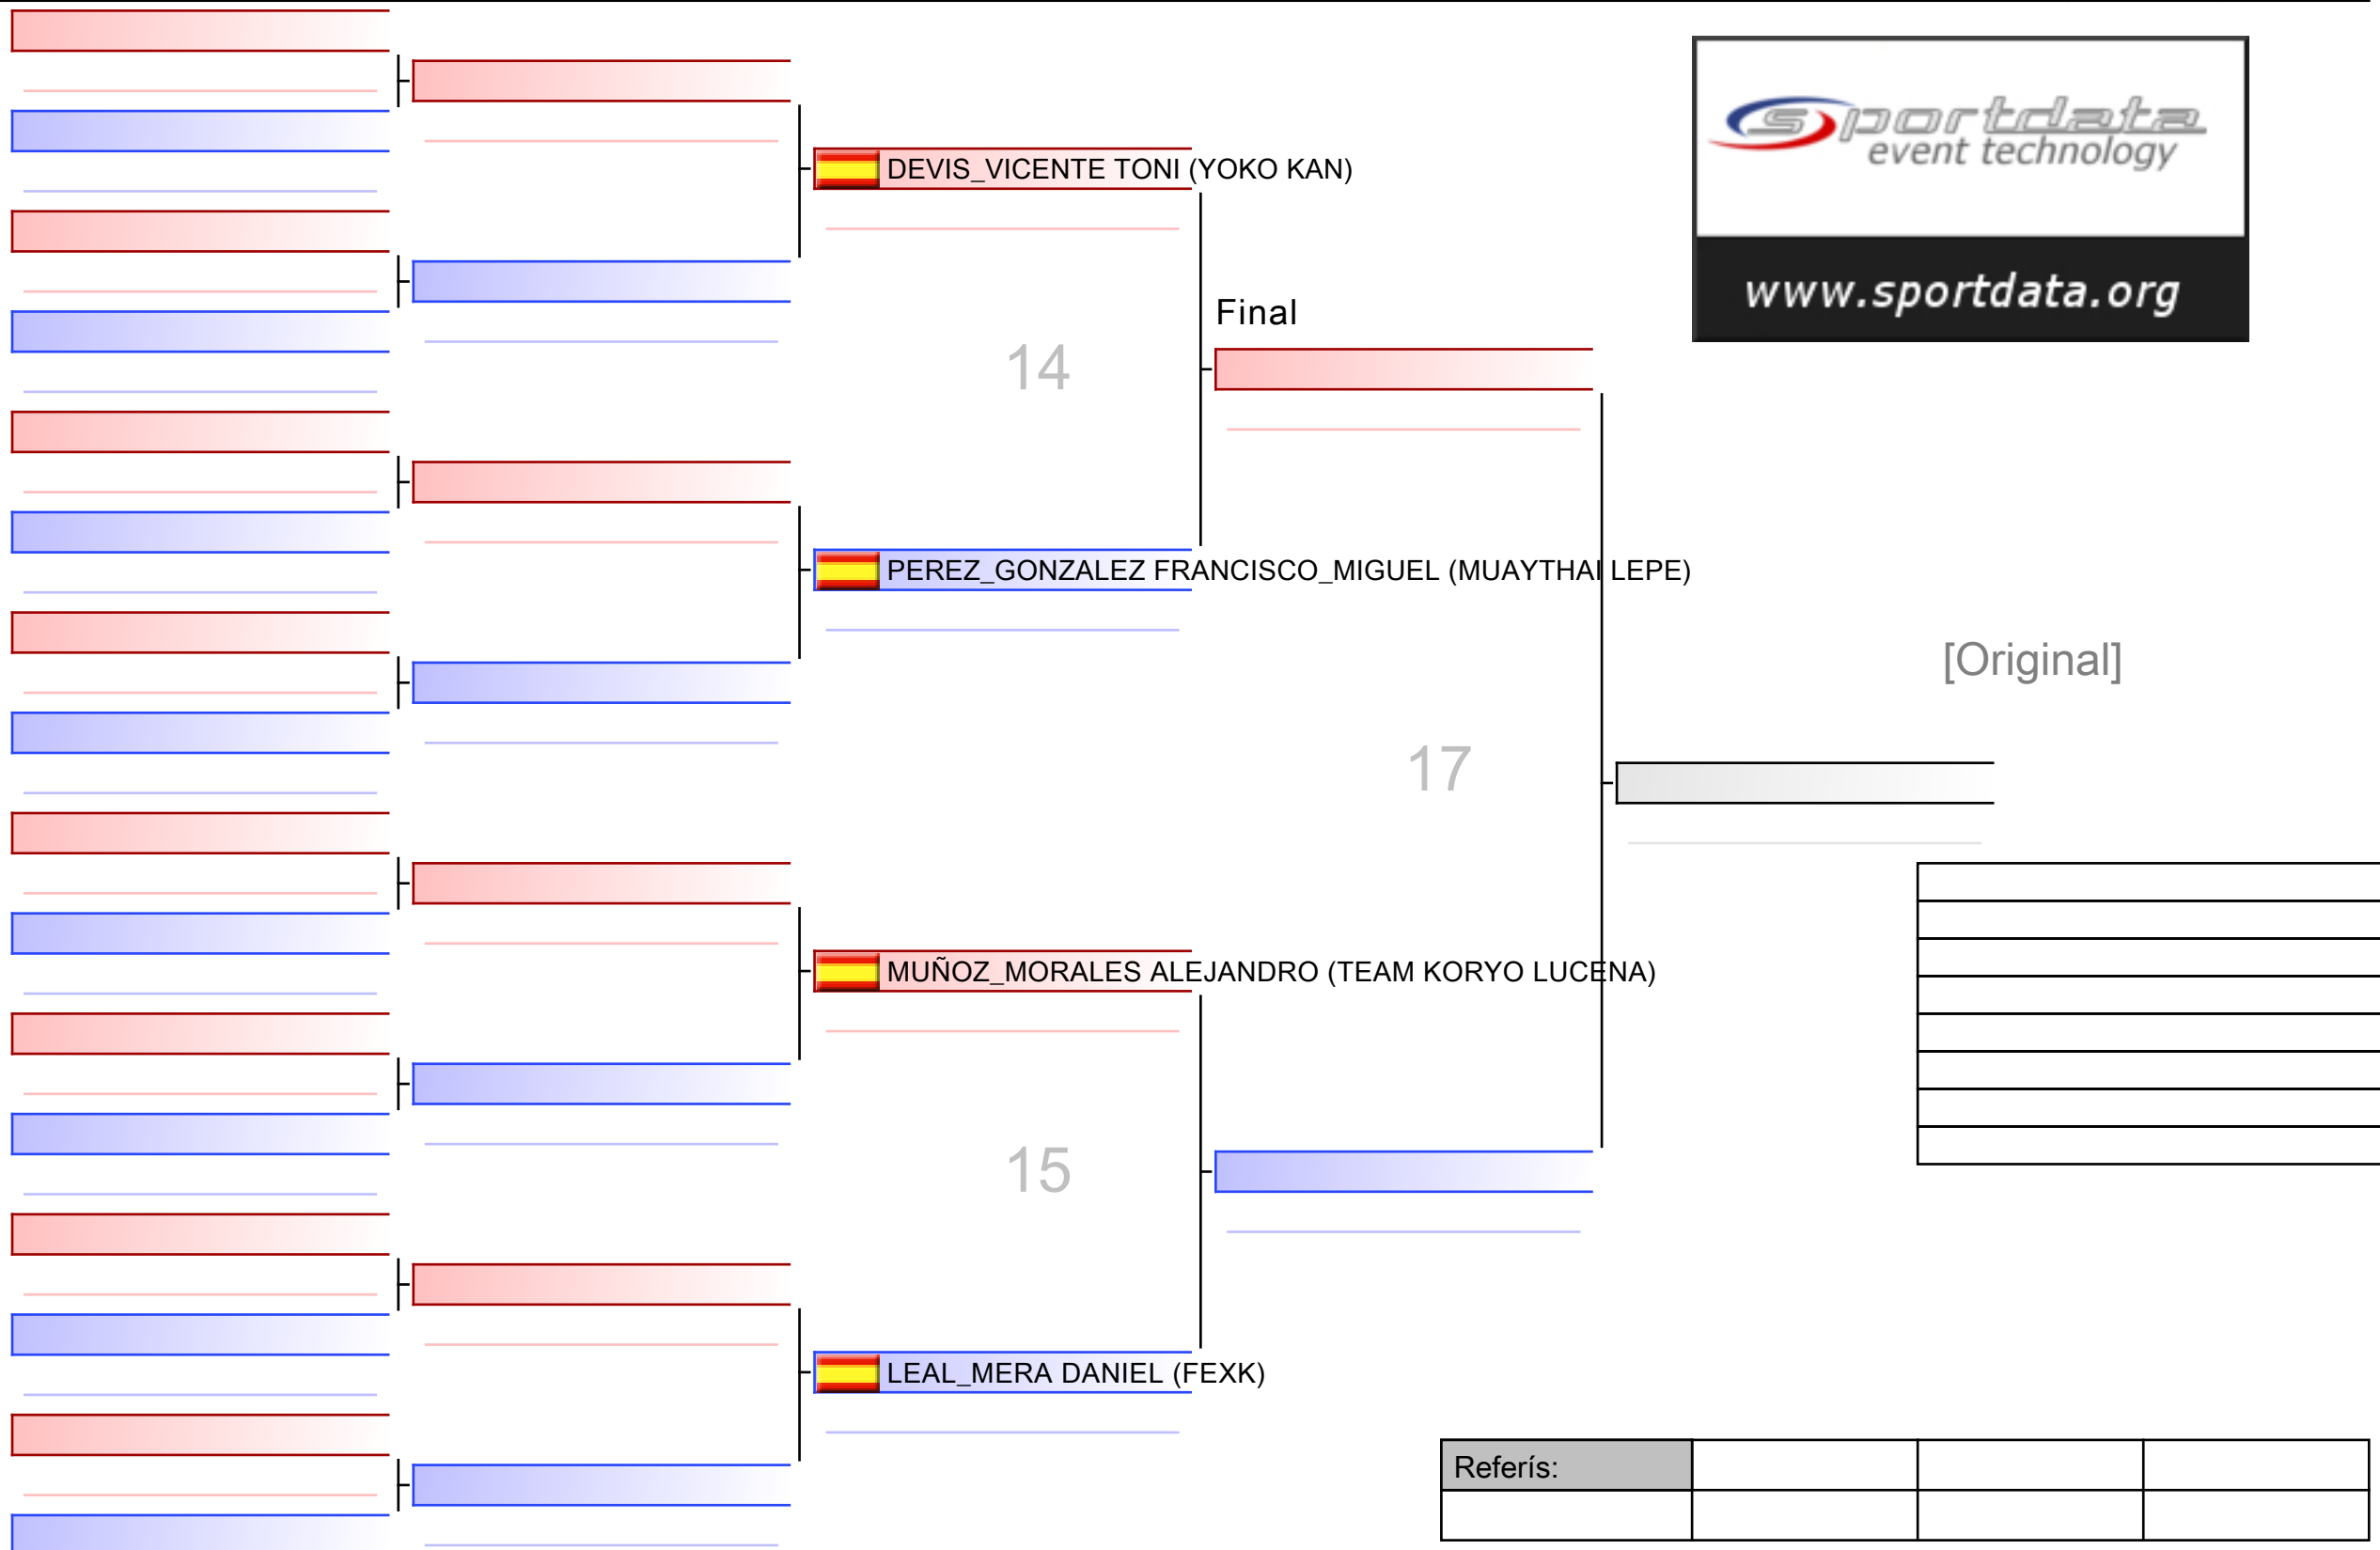 sportdata
event technology
www.sportdata.org
DEVIS_VICENTE TONI (YOKO KAN)
Final
14
PEREZ_GONZALEZ FRANCISCO_MIGUEL (MUAYTHAI LEPE)
[Original]
17
MUÑOZ_MORALES ALEJANDRO (TEAM KORYO LUCENA)
15
LEAL_MERA DANIEL (FEXK)
Referís: